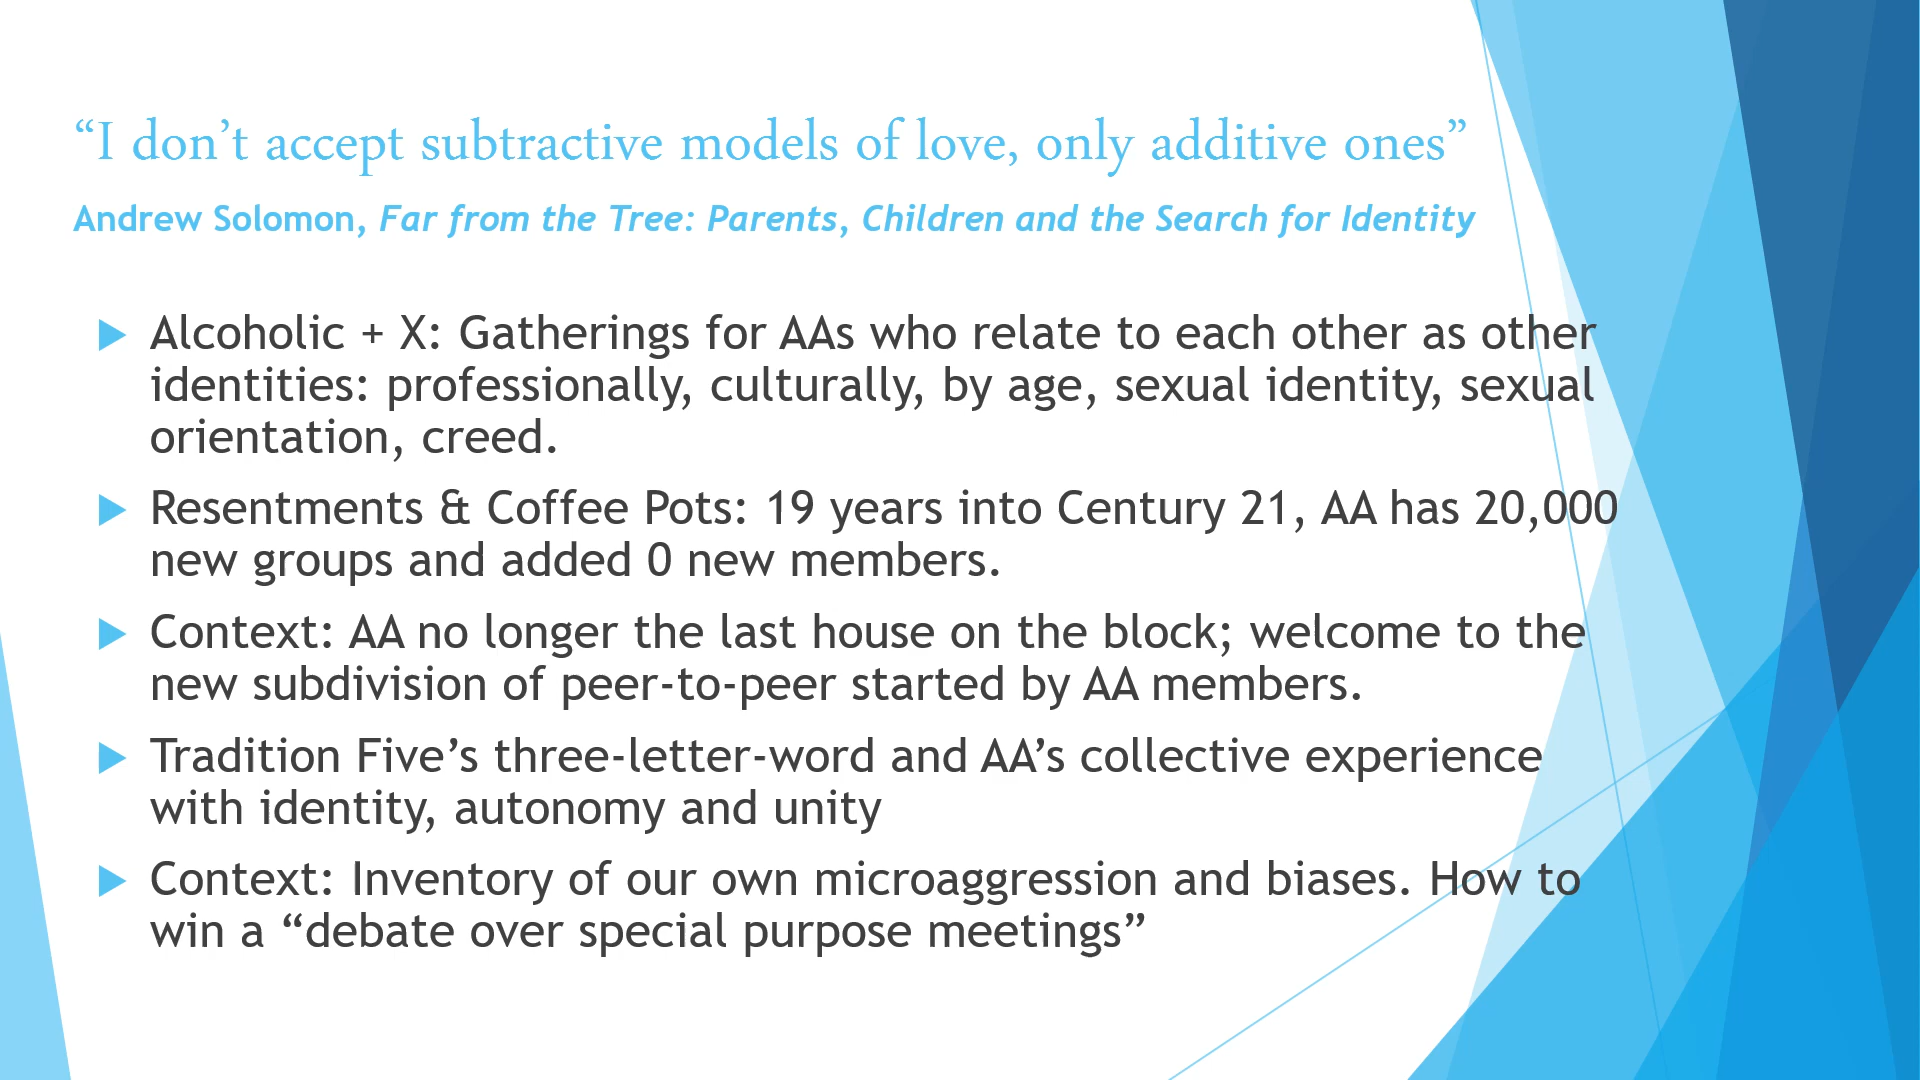 “I don’t accept subtractive models of love, only additive ones”
Andrew Solomon, Far from the Tree: Parents, Children and the Search for Identity
Alcoholic + X: Gatherings for AAs who relate to each other as other
identities: professionally, culturally, by age, sexual identity, sexual
orientation, creed.
Resentments & Coffee Pots: 19 years into Century 21, AA has 20,000
new groups and added 0 new members.
Context: AA no longer the last house on the block; welcome to the
new subdivision of peer-to-peer started by AA members.
Tradition Five’s three-letter-word and AA’s collective experience
with identity, autonomy and unity
Context: Inventory of our own microaggression and biases. How to
win a “debate over special purpose meetings”